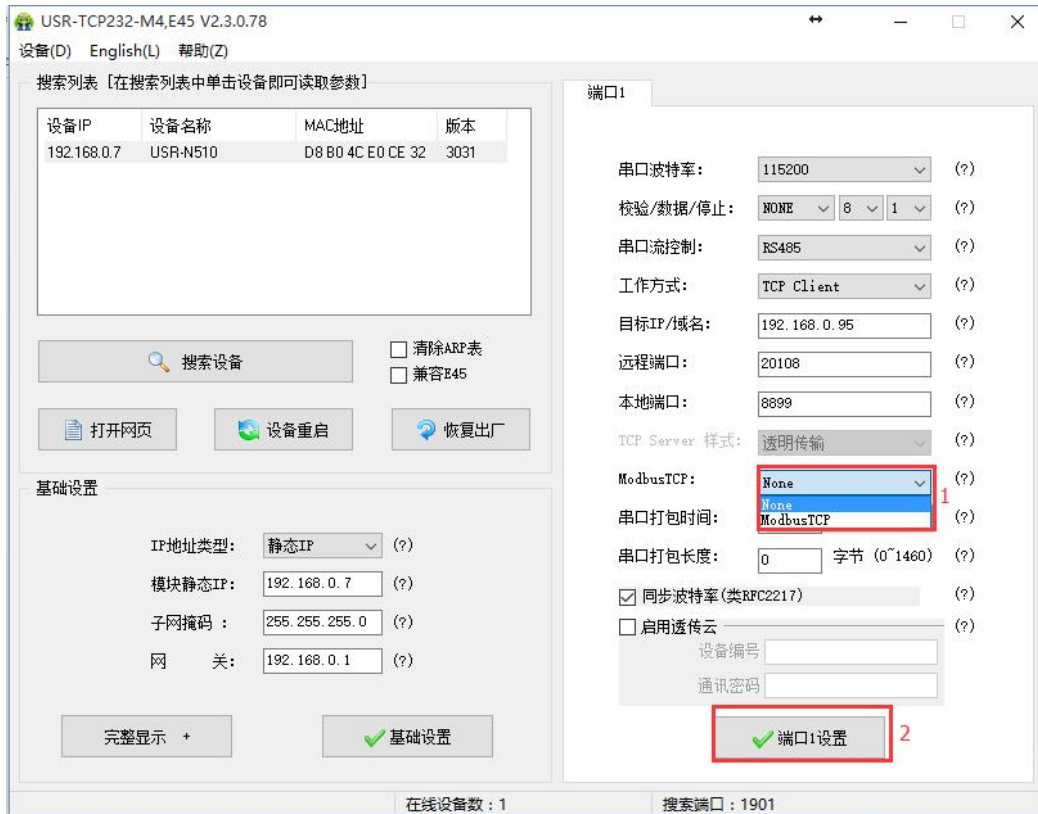 USR-TCP232-M4,E45 V2.3.0.78
设备(D) English(L) 帮助(Z)
搜索列表 [在搜索列表中单击设备即可读取参数]
设备IP 设备名称 MAC地址 版本
192.168.0.7 USR-N510 D8 B0 4C E0 CE 32 3031
搜索设备
清除ARP表
兼容E45
打开网页 设备重启 恢复出厂
基础设置
IP地址类型: 静态IP (?)
模块静态IP: 192.168.0.7 (?)
子网掩码 : 255.255.255.0 (?)
网 关: 192.168.0.1 (?)
完整显示 + 基础设置
端口1
串口波特率: 115200 (?)
校验/数据/停止: NONE 8 1 (?)
串口流控制: RS485 (?)
工作方式: TCP Client (?)
目标IP/域名: 192.168.0.95 (?)
远程端口: 20108 (?)
本地端口: 8899 (?)
TCP Server 样式: 透明传输 (?)
ModbusTCP: None (?)
None
1
串口打包时间: ModbusTCP (?)
串口打包长度: 0 字节 (0~1460) (?)
同步波特率(类RFC2217) (?)
启用透传云 (?)
设备编号
通讯密码
端口1设置 2
在线设备数:1 搜索端口:1901